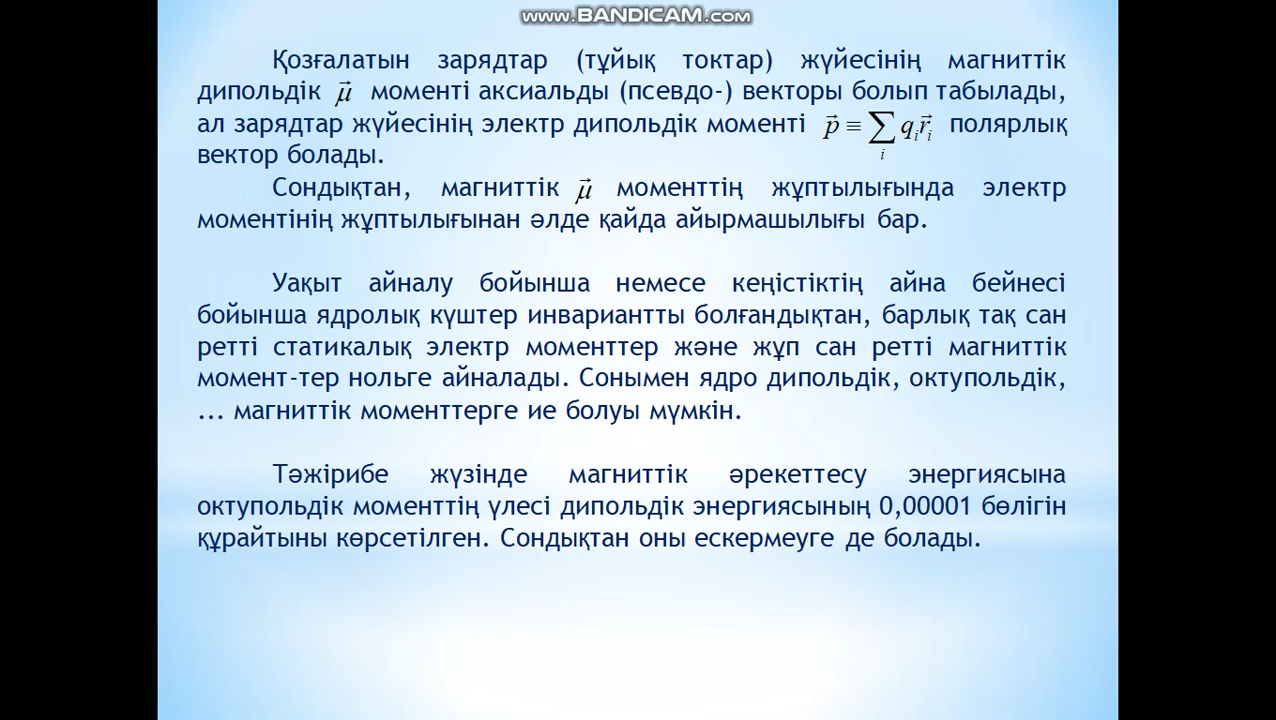 www.BANDICAM.com
Қозғалатын зарядтар (тұйық токтар) жүйесінің магниттік
дипольдік μ⃗ моменті аксиальды (псевдо-) векторы болып табылады,
ал зарядтар жүйесінің электр дипольдік моменті p⃗ ≡ ∑ᵢ qᵢr⃗ᵢ полярлық
вектор болады.
Сондықтан, магниттік μ⃗ моменттің жұптылығында электр
моментінің жұптылығынан әлде қайда айырмашылығы бар.
Уақыт айналу бойынша немесе кеңістіктің айна бейнесі
бойынша ядролық күштер инвариантты болғандықтан, барлық тақ сан
ретті статикалық электр моменттер және жұп сан ретті магниттік
момент-тер нольге айналады. Сонымен ядро дипольдік, октупольдік,
... магниттік моменттерге ие болуы мүмкін.
Тәжірибе жүзінде магниттік әрекеттесу энергиясына
октупольдік моменттің үлесі дипольдік энергиясының 0,00001 бөлігін
құрайтыны көрсетілген. Сондықтан оны ескермеуге де болады.